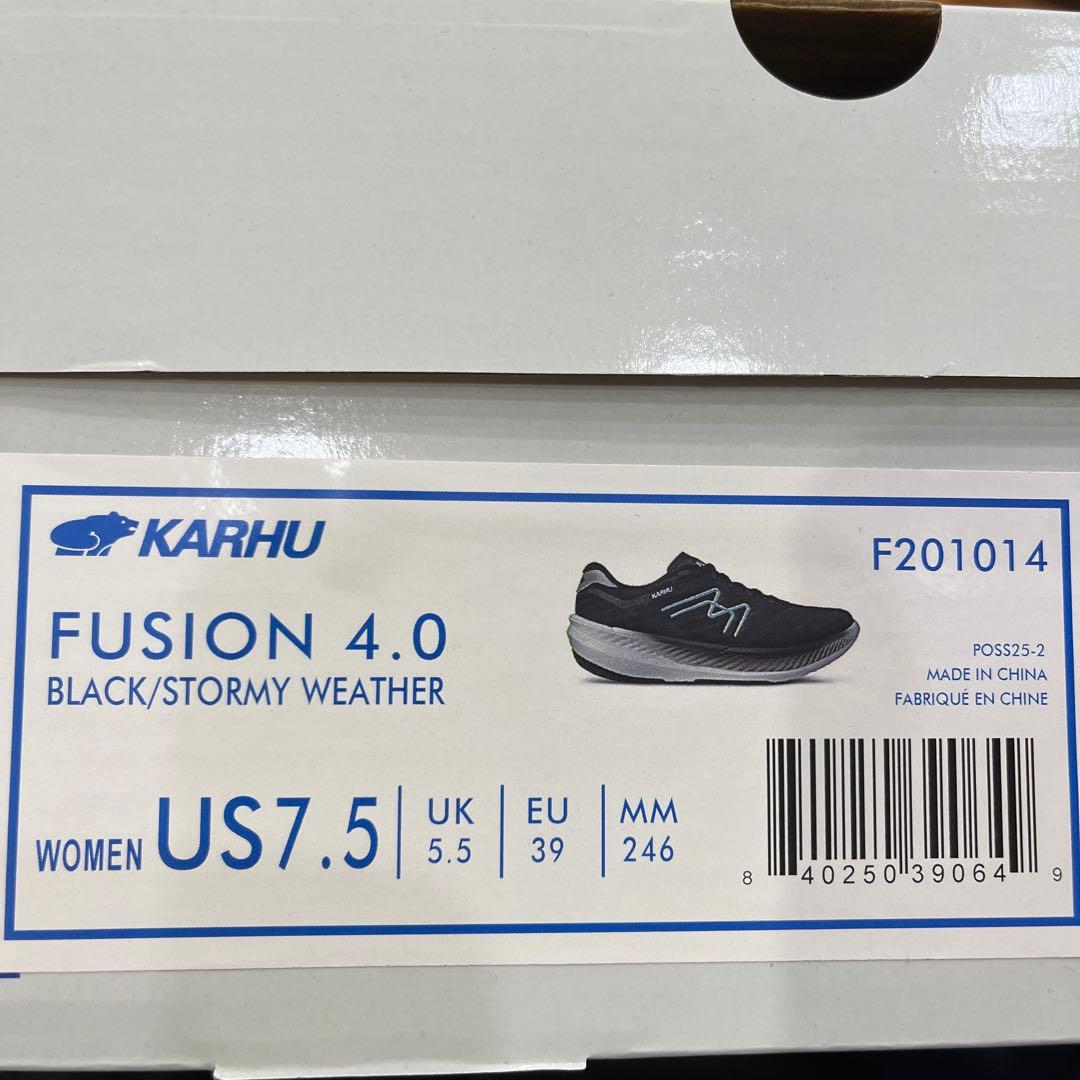 KARHU
F201014
KARHU
FUSION 4.0
BLACK/STORMY WEATHER
POSS25-2
MADE IN CHINA
FABRIQUÉ EN CHINE
WOMEN US7.5
UK
5.5
EU
39
MM
246
8 40250 39064 9